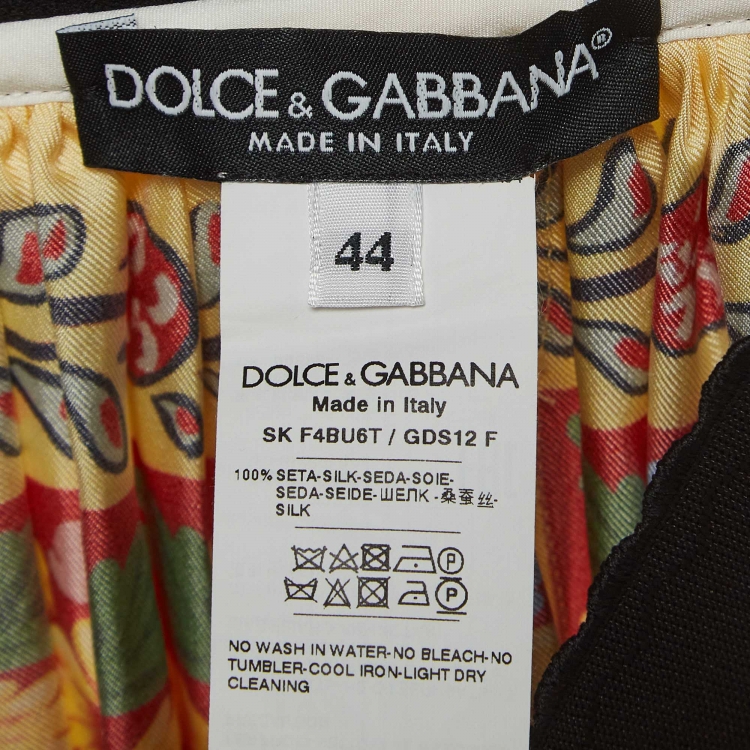 DOLCE & GABBANA®
MADE IN ITALY
44
DOLCE & GABBANA
Made in Italy
SK F4BU6T / GDS12 F
100% SETA-SILK-SEDA-SOIE-
SEDA-SEIDE-ШЕЛК-桑蚕丝-
SILK
P
P
NO WASH IN WATER-NO BLEACH-NO
TUMBLER-COOL IRON-LIGHT DRY
CLEANING